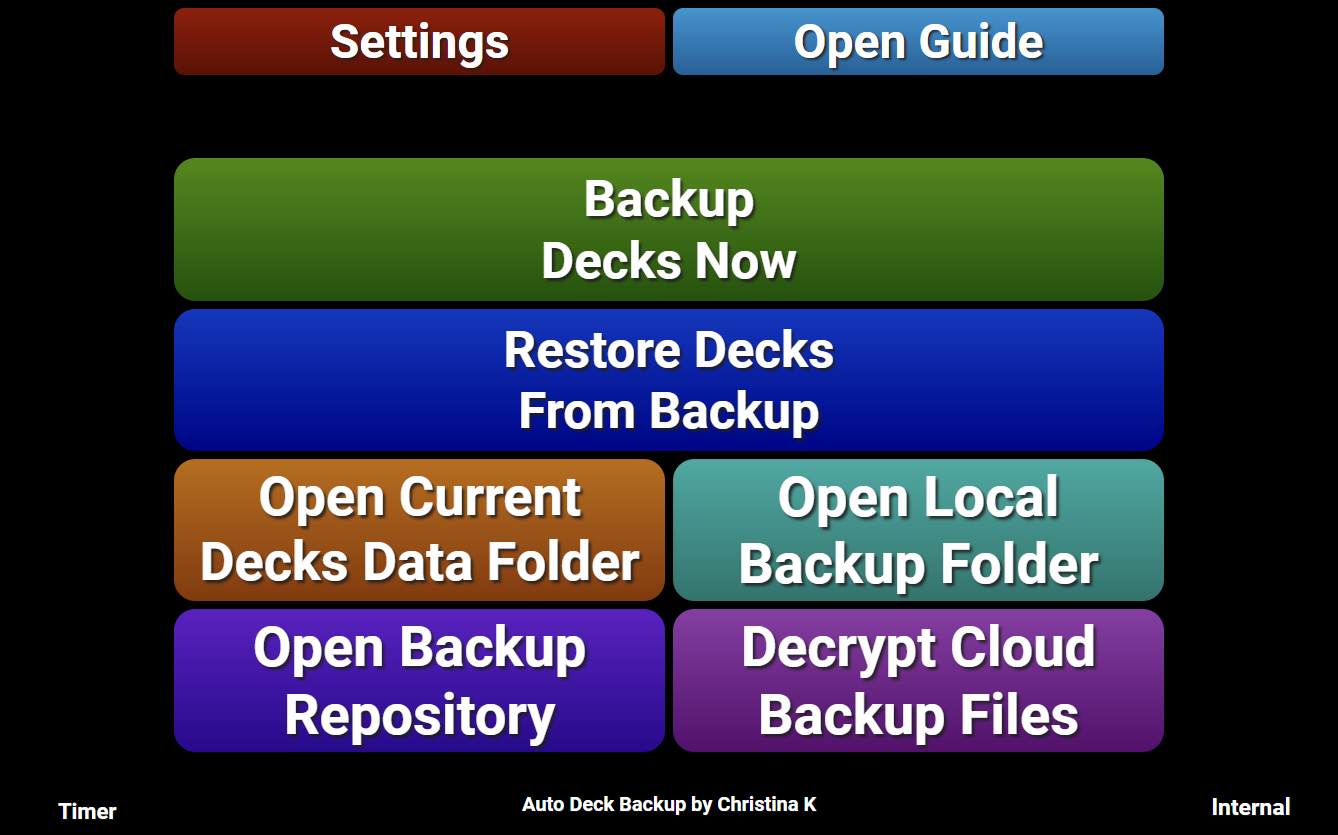 Settings
Open Guide
Backup
Decks Now
Restore Decks
From Backup
Open Current
Decks Data Folder
Open Local
Backup Folder
Open Backup
Repository
Decrypt Cloud
Backup Files
Timer
Auto Deck Backup by Christina K
Internal